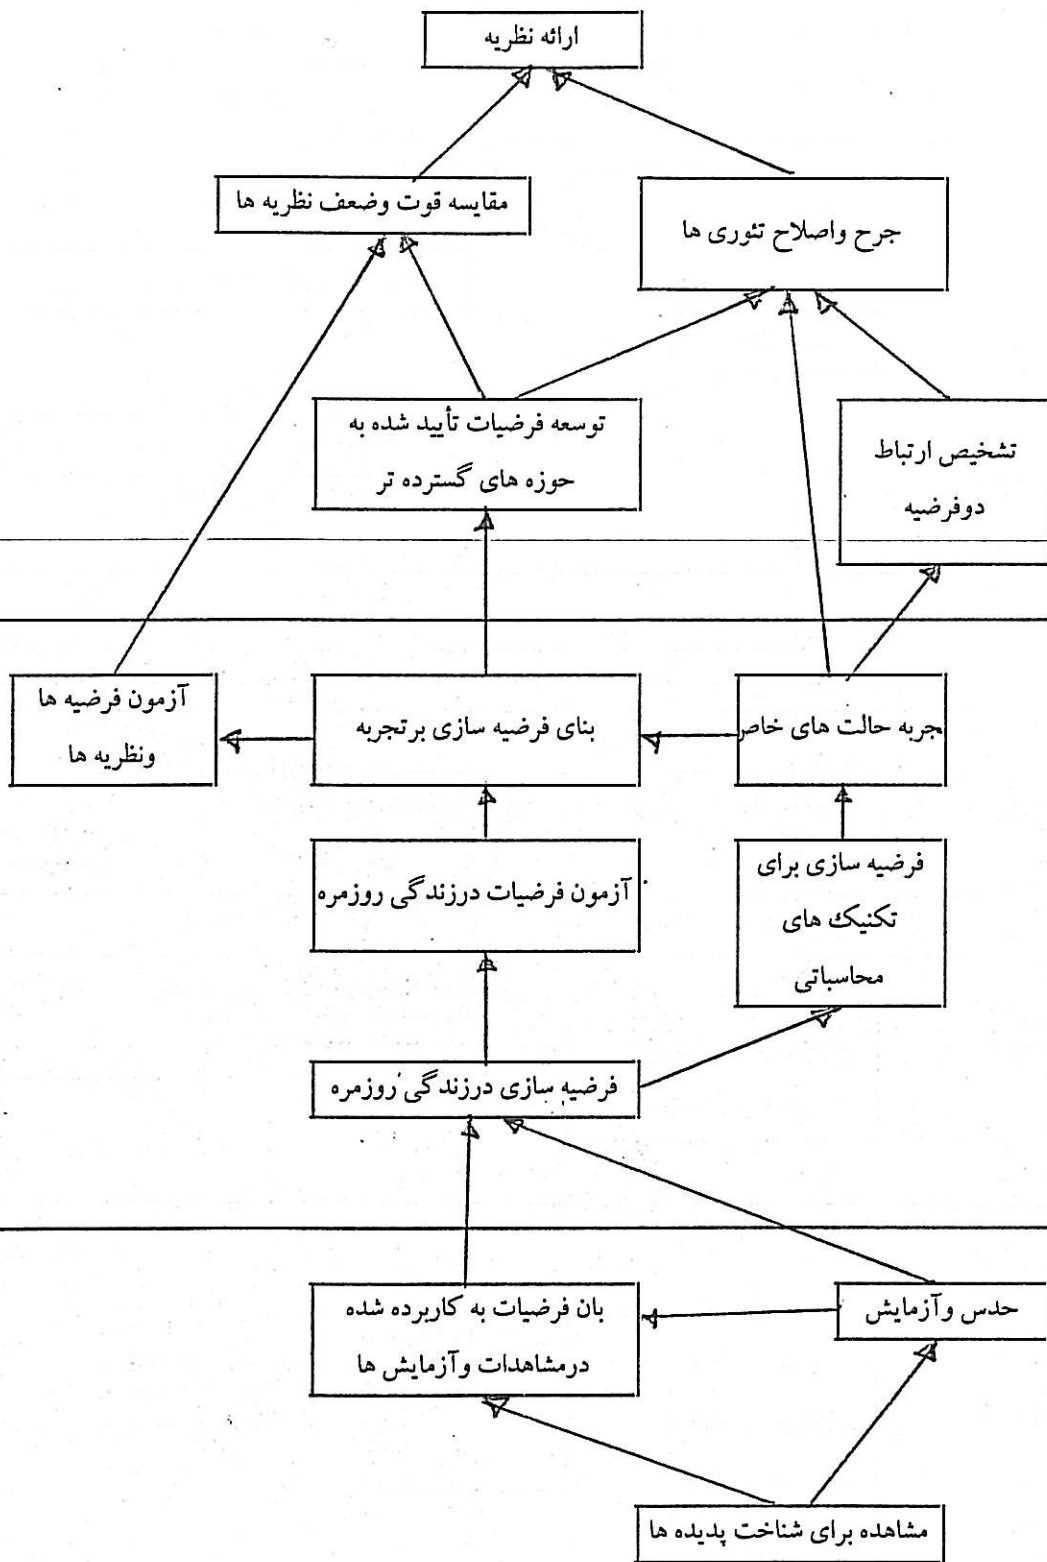 ارائه نظریه
جرح واصلاح تئوری ها
مقایسه قوت وضعف نظریه ها
تشخیص ارتباط
دوفرضیه
توسعه فرضیات تأیید شده به
حوزه های گسترده تر
جربه حالت های خاص
بنای فرضیه سازی برتجربه
آزمون فرضیه ها
ونظریه ها
فرضیه سازی برای
تکنیک های
محاسباتی
آزمون فرضیات درزندگی روزمره
فرضیه سازی درزندگی روزمره
حدس وآزمایش
بان فرضیات به کاربرده شده
درمشاهدات وآزمایش ها
مشاهده برای شناخت پدیده ها